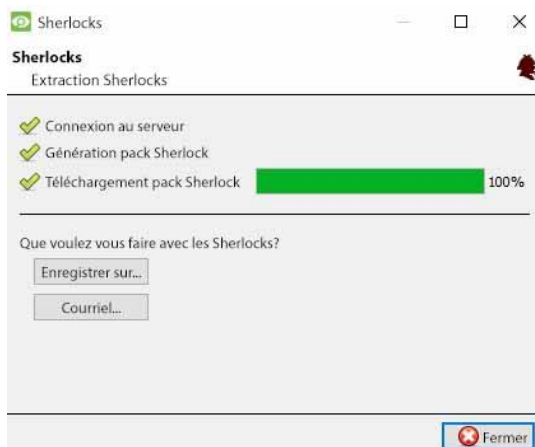 Sherlocks
Sherlocks
Extraction Sherlocks
Connexion au serveur
Génération pack Sherlock
Téléchargement pack Sherlock 100%
Que voulez vous faire avec les Sherlocks?
Enregistrer sur...
Courriel...
Fermer